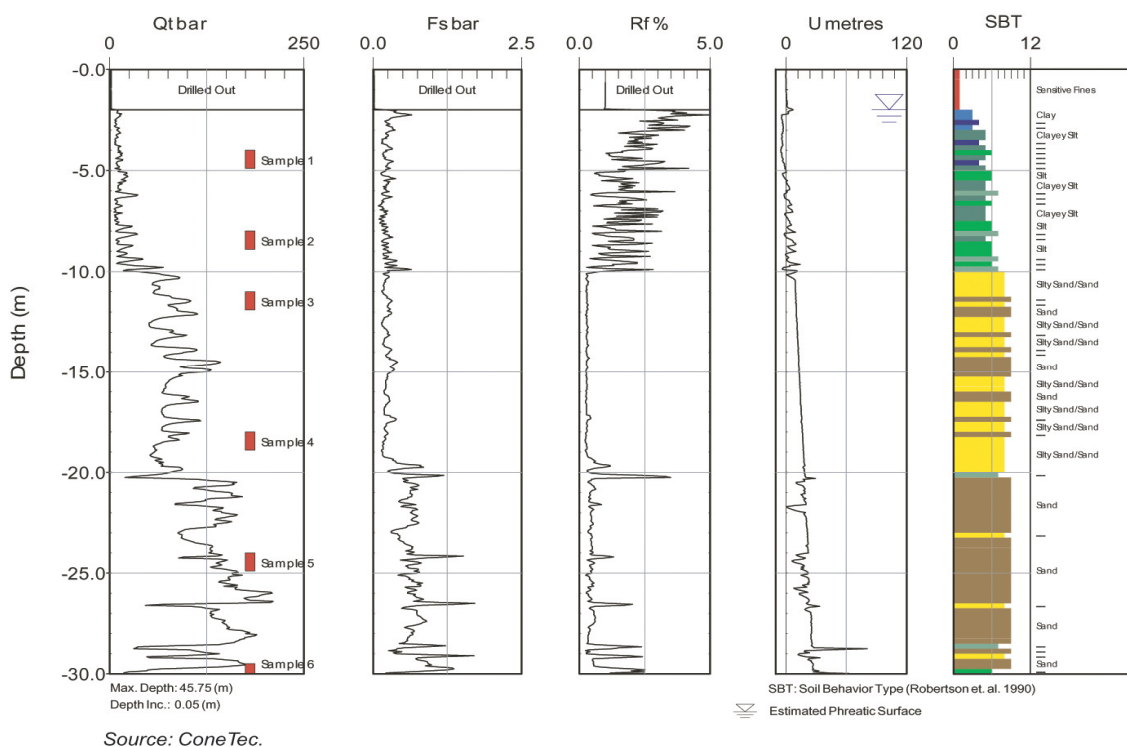 Qt bar
Fs bar
Rf %
U metres
SBT
0 250
0.0 2.5
0.0 5.0
0 120
0 12
-0.0
Drilled Out
Drilled Out
Drilled Out
Sensitive Fines
Clay
Clayey Silt
Sample 1
-5.0
Silt
Clayey Silt
Clayey Silt
Silt
Sample 2
Silt
-10.0
Silty Sand/Sand
Sample 3
Sand
Silty Sand/Sand
Silty Sand/Sand
Depth (m)
Sand
-15.0
Silty Sand/Sand
Sand
Silty Sand/Sand
Silty Sand/Sand
Sample 4
Silty Sand/Sand
-20.0
Sand
Sample 5
-25.0
Sand
Sand
Sample 6
Sand
-30.0
Max. Depth: 45.75 (m)
Depth Inc.: 0.05 (m)
SBT: Soil Behavior Type (Robertson et. al. 1990)
Estimated Phreatic Surface
Source: ConeTec.